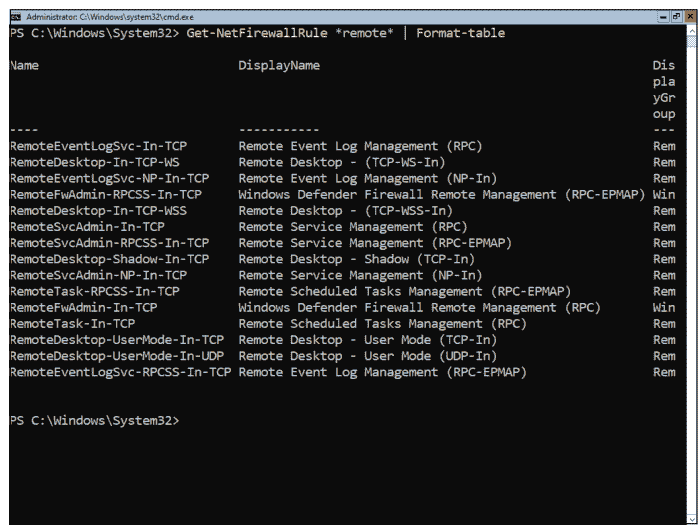 Administrator: C:\Windows\system32\cmd.exe
PS C:\Windows\System32> Get-NetFirewallRule *remote* | Format-table
Name DisplayName Dis
pla
yGr
oup
---- ----------- ---
RemoteEventLogSvc-In-TCP Remote Event Log Management (RPC) Rem
RemoteDesktop-In-TCP-WS Remote Desktop - (TCP-WS-In) Rem
RemoteEventLogSvc-NP-In-TCP Remote Event Log Management (NP-In) Rem
RemoteFwAdmin-RPCSS-In-TCP Windows Defender Firewall Remote Management (RPC-EPMAP) Win
RemoteDesktop-In-TCP-WSS Remote Desktop - (TCP-WSS-In) Rem
RemoteSvcAdmin-In-TCP Remote Service Management (RPC) Rem
RemoteSvcAdmin-RPCSS-In-TCP Remote Service Management (RPC-EPMAP) Rem
RemoteDesktop-Shadow-In-TCP Remote Desktop - Shadow (TCP-In) Rem
RemoteSvcAdmin-NP-In-TCP Remote Service Management (NP-In) Rem
RemoteTask-RPCSS-In-TCP Remote Scheduled Tasks Management (RPC-EPMAP) Rem
RemoteFwAdmin-In-TCP Windows Defender Firewall Remote Management (RPC) Win
RemoteTask-In-TCP Remote Scheduled Tasks Management (RPC) Rem
RemoteDesktop-UserMode-In-TCP Remote Desktop - User Mode (TCP-In) Rem
RemoteDesktop-UserMode-In-UDP Remote Desktop - User Mode (UDP-In) Rem
RemoteEventLogSvc-RPCSS-In-TCP Remote Event Log Management (RPC-EPMAP) Rem
PS C:\Windows\System32>